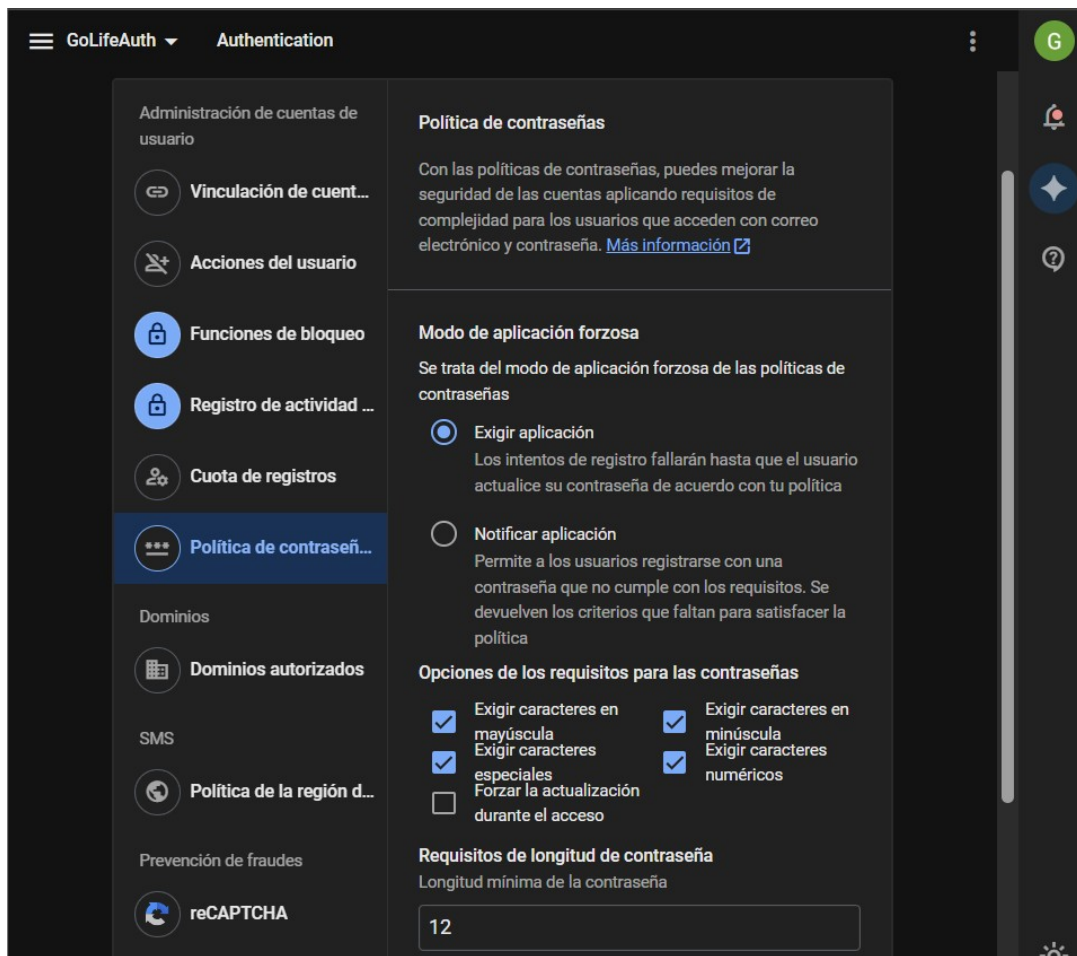 GoLifeAuth
Authentication
G
Administración de cuentas de
usuario
Vinculación de cuent...
Acciones del usuario
Funciones de bloqueo
Registro de actividad ...
Cuota de registros
Política de contraseñ...
Dominios
Dominios autorizados
SMS
Política de la región d...
Prevención de fraudes
reCAPTCHA
Política de contraseñas
Con las políticas de contraseñas, puedes mejorar la
seguridad de las cuentas aplicando requisitos de
complejidad para los usuarios que acceden con correo
electrónico y contraseña. Más información
Modo de aplicación forzosa
Se trata del modo de aplicación forzosa de las políticas de
contraseñas
Exigir aplicación
Los intentos de registro fallarán hasta que el usuario
actualice su contraseña de acuerdo con tu política
Notificar aplicación
Permite a los usuarios registrarse con una
contraseña que no cumple con los requisitos. Se
devuelven los criterios que faltan para satisfacer la
política
Opciones de los requisitos para las contraseñas
Exigir caracteres en
mayúscula
Exigir caracteres en
minúscula
Exigir caracteres
especiales
Exigir caracteres
numéricos
Forzar la actualización
durante el acceso
Requisitos de longitud de contraseña
Longitud mínima de la contraseña
12